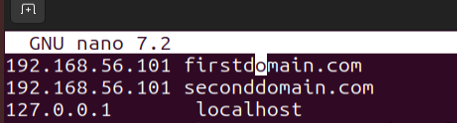 GNU nano 7.2
192.168.56.101 firstdomain.com
192.168.56.101 seconddomain.com
127.0.0.1       localhost